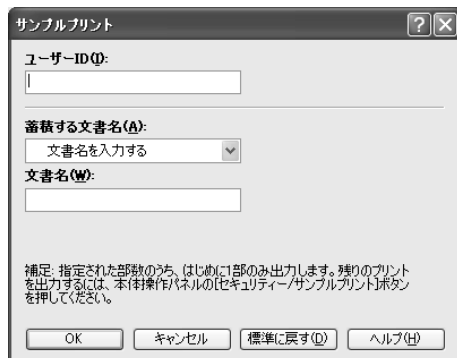 サンプルプリント
ユーザーID(I):
蓄積する文書名(A):
文書名を入力する
文書名(W):
補足: 指定された部数のうち、はじめに1部のみ出力します。残りのプリント
を出力するには、本体操作パネルの[セキュリティー/サンプルプリント]ボタン
を押してください。
OK
キャンセル
標準に戻す(D)
ヘルプ(H)